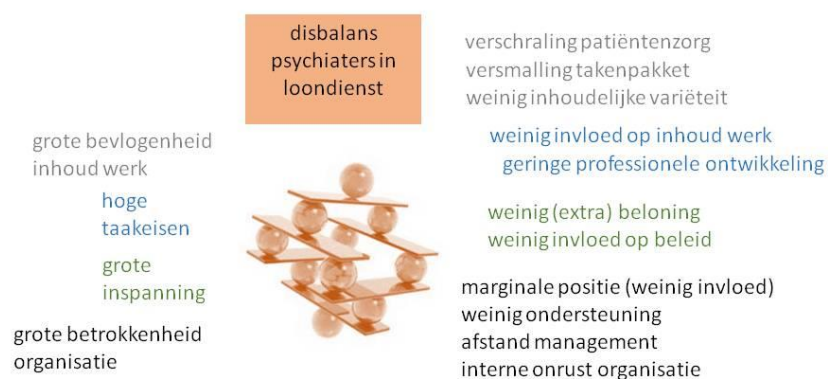 disbalans
psychiaters in
loondienst
grote bevlogenheid
inhoud werk
hoge
taakeisen
grote
inspanning
grote betrokkenheid
organisatie
verschraling patiëntenzorg
versmalling takenpakket
weinig inhoudelijke variëteit
weinig invloed op inhoud werk
geringe professionele ontwikkeling
weinig (extra) beloning
weinig invloed op beleid
marginale positie (weinig invloed)
weinig ondersteuning
afstand management
interne onrust organisatie